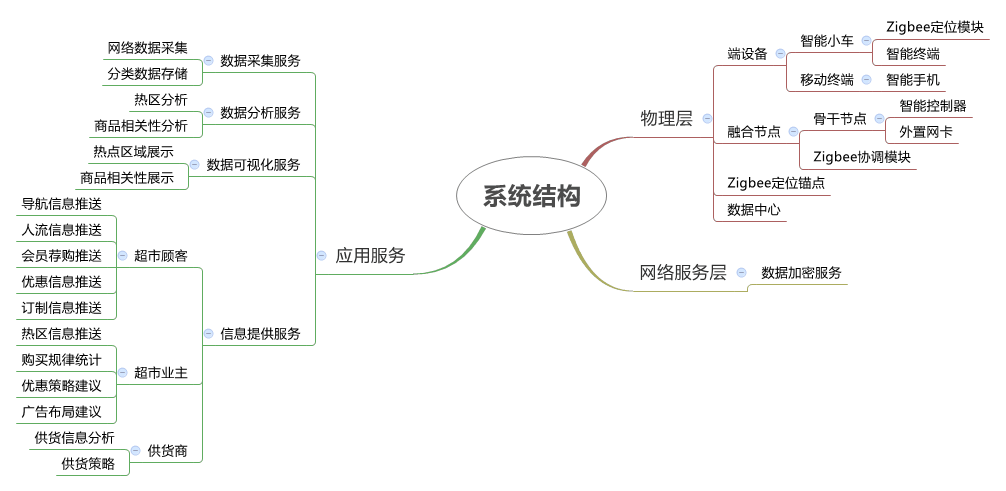 系统结构
物理层
端设备
智能小车
Zigbee定位模块
智能终端
移动终端
智能手机
融合节点
骨干节点
智能控制器
外置网卡
Zigbee协调模块
Zigbee定位锚点
数据中心
网络服务层
数据加密服务
应用服务
数据采集服务
网络数据采集
分类数据存储
数据分析服务
热区分析
商品相关性分析
数据可视化服务
热点区域展示
商品相关性展示
信息提供服务
超市顾客
导航信息推送
人流信息推送
会员荐购推送
优惠信息推送
订制信息推送
超市业主
热区信息推送
购买规律统计
优惠策略建议
广告布局建议
供货商
供货信息分析
供货策略